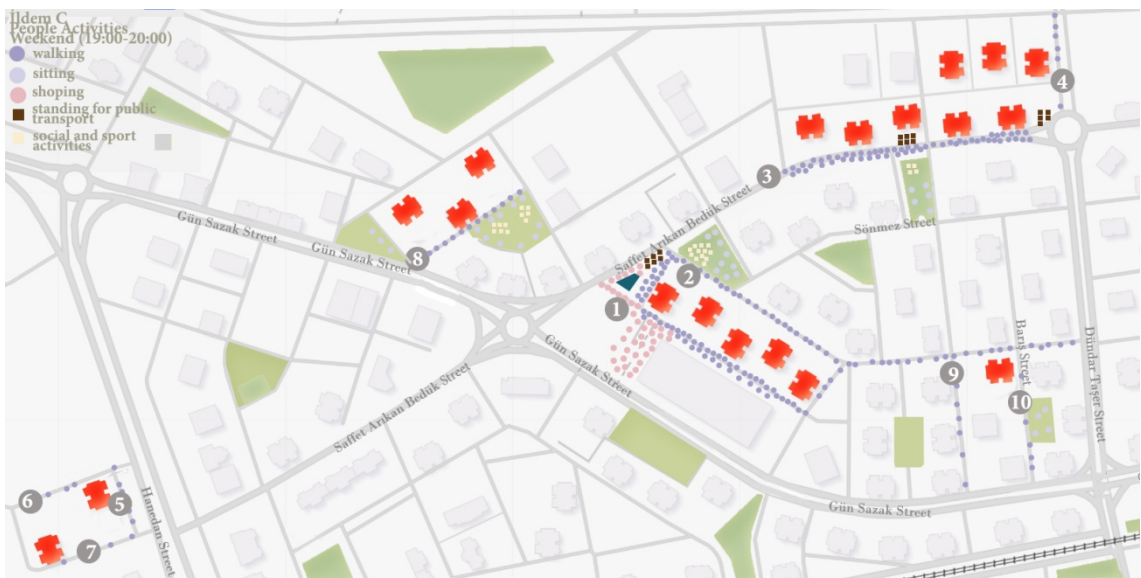 İldem C
People Activities
Weekend (19:00-20:00)
walking
sitting
shoping
standing for public
transport
social and sport
activities
4
3
Gün Sazak Street
Gün Sazak Street
8
Saffet Arıkan Bedük Street
Sönmez Street
2
1
Gün Sazak Street
Saffet Arıkan Bedük Street
Barış Street
Dündar Taşer Street
9
10
6
5
7
Hanedan Street
Gün Sazak Street